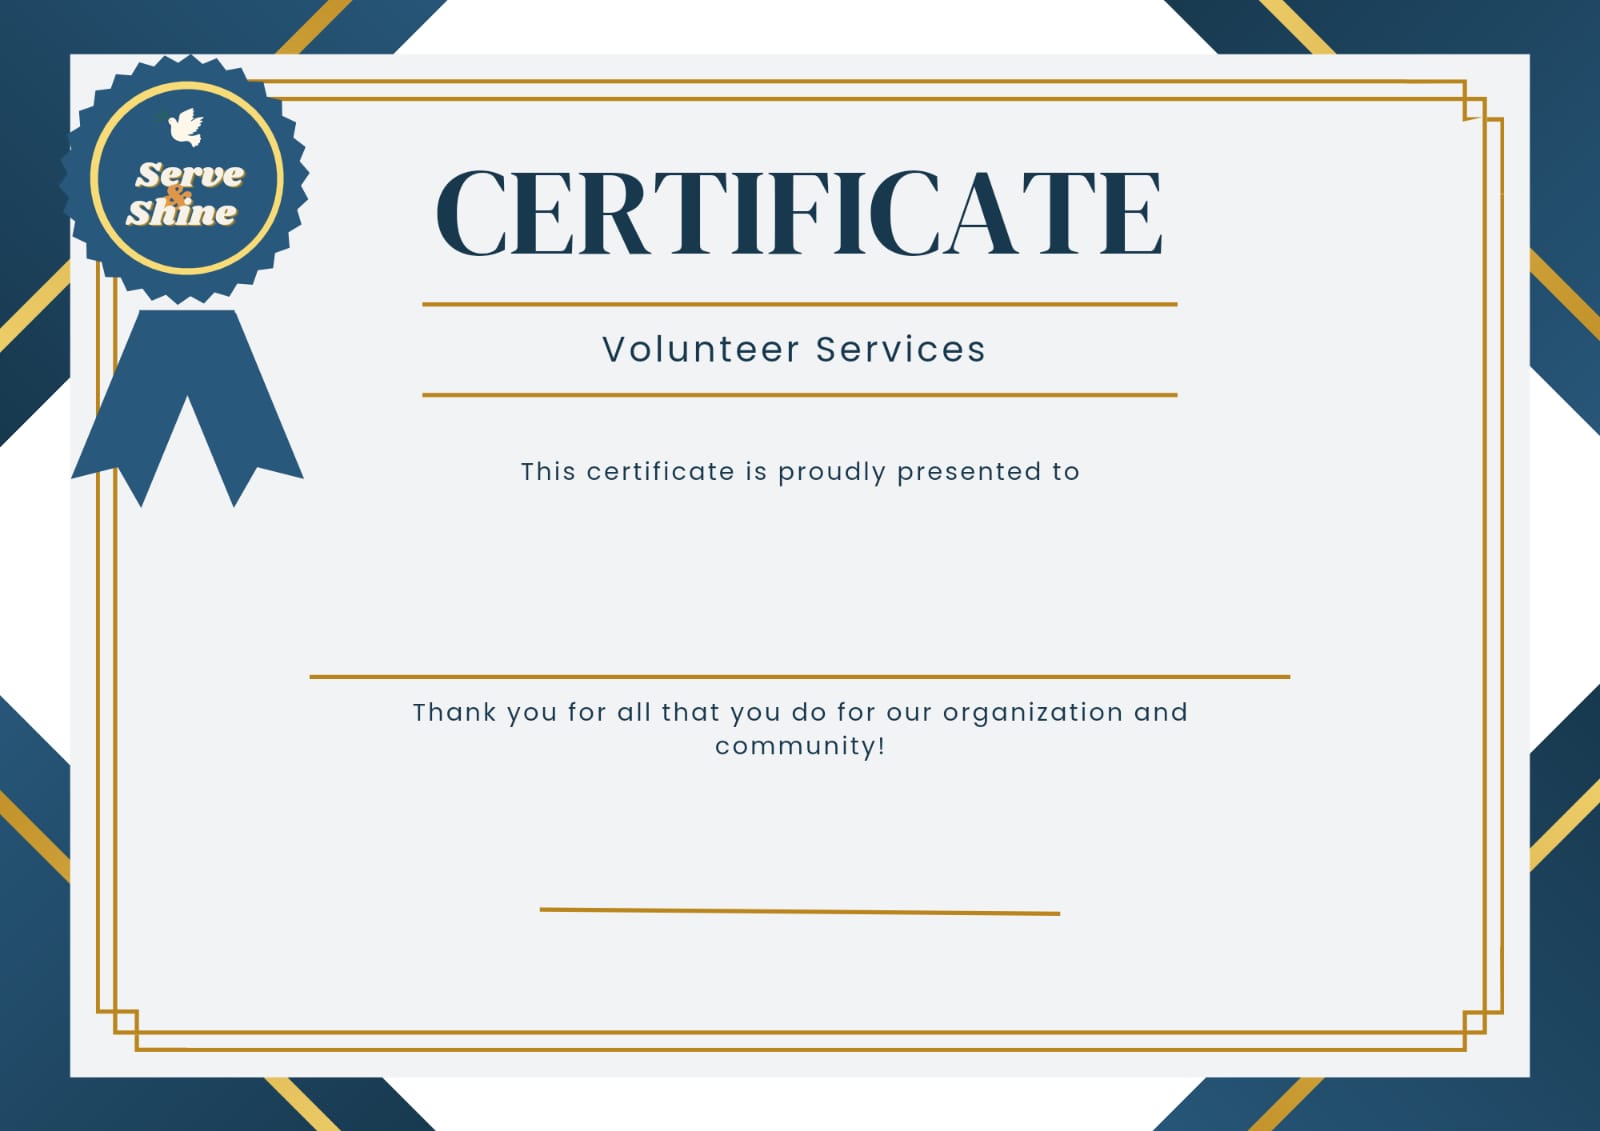 Serve
&
Shine
CERTIFICATE
Volunteer Services
This certificate is proudly presented to
Thank you for all that you do for our organization and
community!